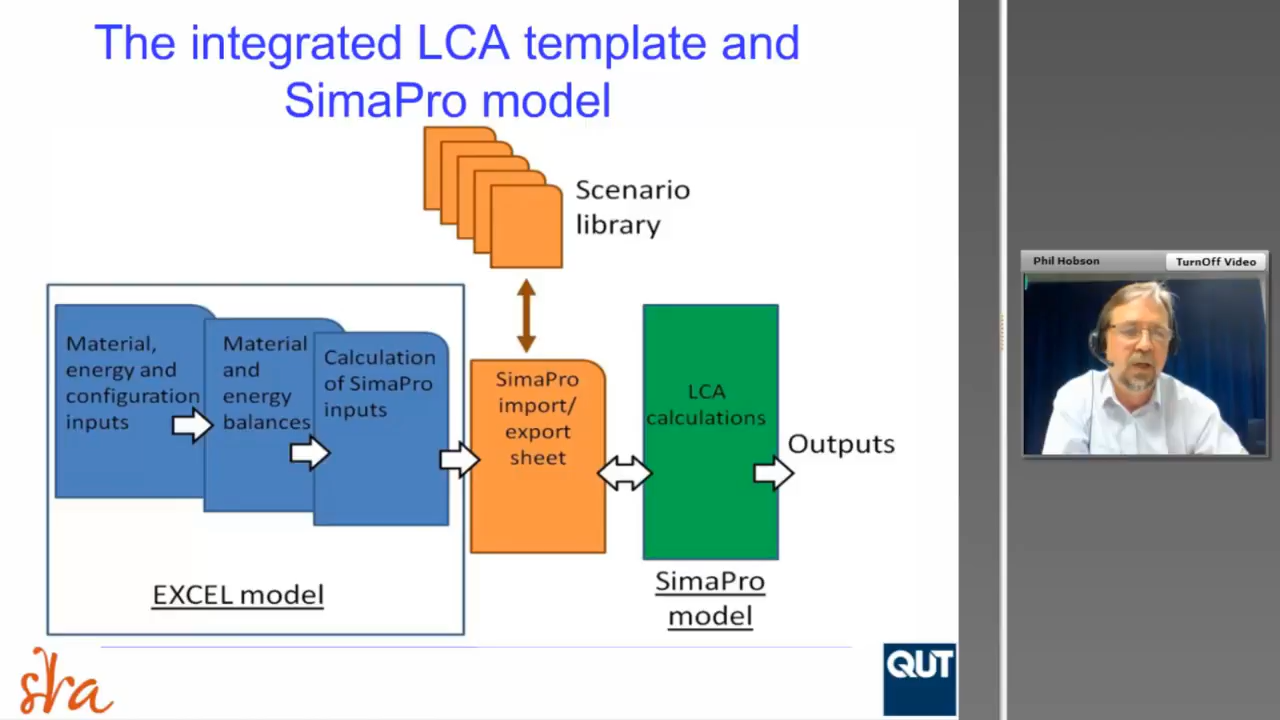 The integrated LCA template and
SimaPro model
Scenario
library
Material,
energy and
configuration
inputs
Material
and
energy
balances
Calculation
of SimaPro
inputs
SimaPro
import/
export
sheet
LCA
calculations
Outputs
EXCEL model
SimaPro
model
sra
QUT
Phil Hobson
TurnOff Video